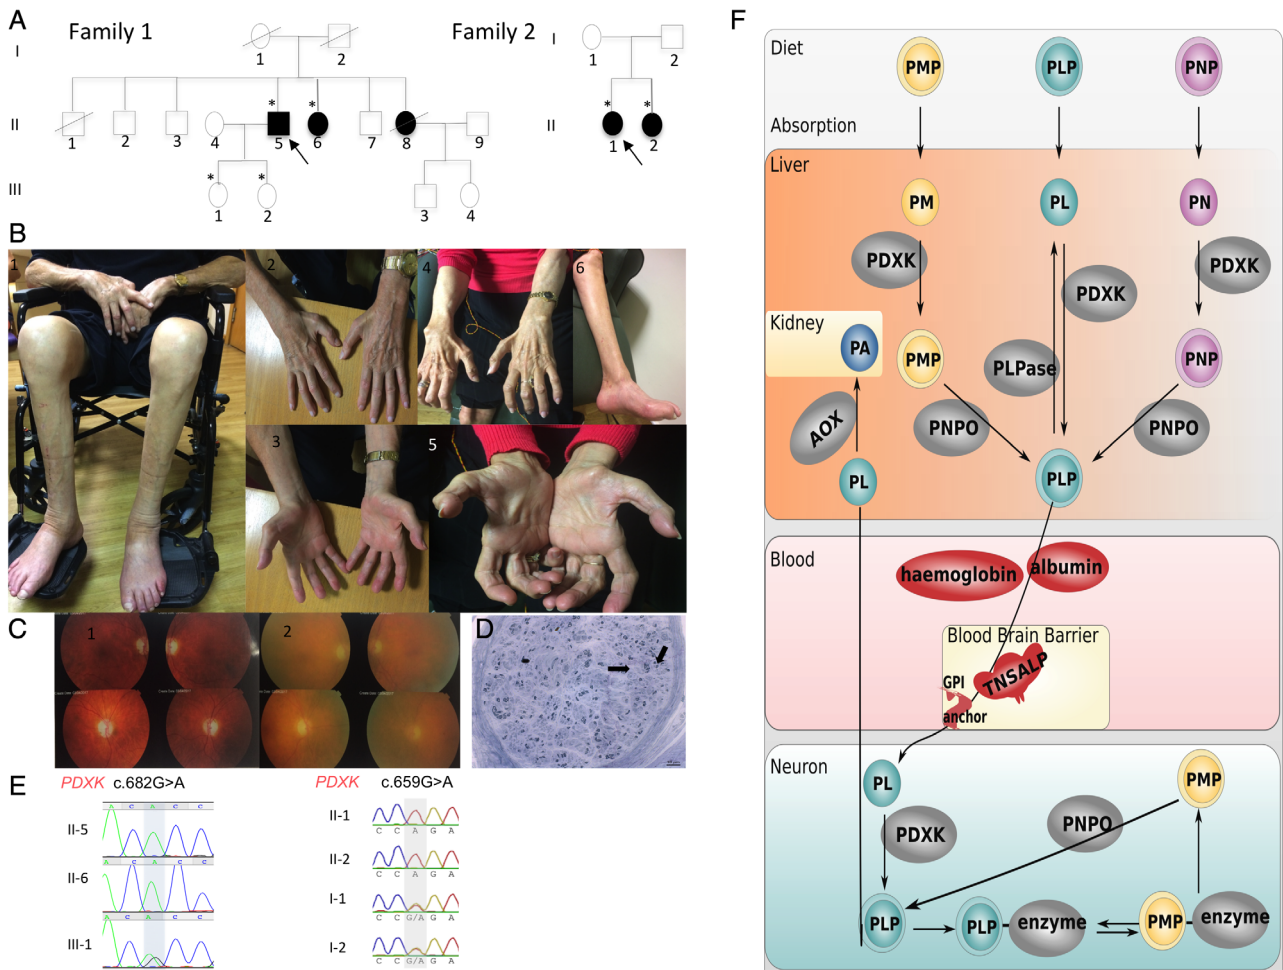 A
Family 1
Family 2
I
1
2
I
1
2
*
*
*
*
II
1
2
3
4
5
6
7
8
9
II
1
2
*
*
III
1
2
3
4
B
1
2
3
4
5
6
C
1
2
D
E
PDXK c.682G>A
PDXK c.659G>A
A C A C C
II-5
A C A C C
II-6
A C A C C
III-1
II-1
C C A G A
II-2
C C A G A
I-1
C C G/A G A
I-2
C C G/A G A
F
Diet
PMP
PLP
PNP
Absorption
Liver
PM
PL
PN
PDXK
PDXK
PDXK
Kidney
PA
PMP
PLPase
PNP
AOX
PNPO
PNPO
PL
PLP
Blood
haemoglobin
albumin
Blood Brain Barrier
TNSALP
GPI
anchor
Neuron
PL
PMP
PDXK
PNPO
PLP
PLP
enzyme
PMP
enzyme